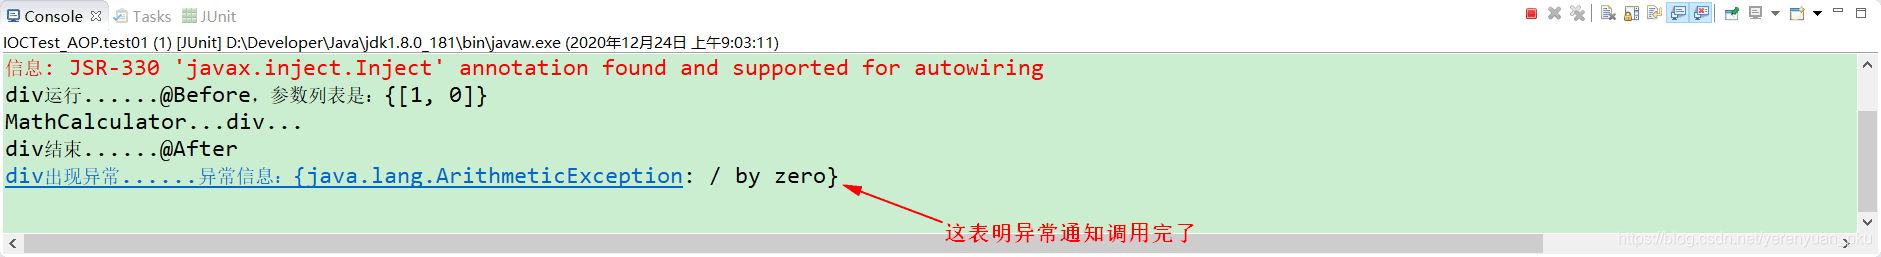 Console Tasks JUnit
IOCTest_AOP.test01 (1) [JUnit] D:\Developer\Java\jdk1.8.0_181\bin\javaw.exe (2020年12月24日 上午9:03:11)
信息: JSR-330 'javax.inject.Inject' annotation found and supported for autowiring
div运行......@Before，参数列表是：{[1, 0]}
MathCalculator...div...
div结束......@After
div出现异常......异常信息：{java.lang.ArithmeticException: / by zero}
这表明异常通知调用完了
https://blog.csdn.net/yerenyuan_pku